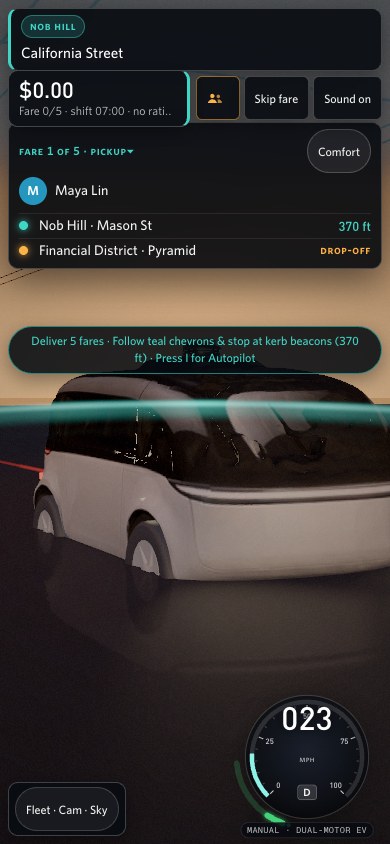 NOB HILL
California Street
$0.00
Fare 0/5 · shift 07:00 · no rati..
Skip fare
Sound on
FARE 1 OF 5 · PICKUP
Comfort
M
Maya Lin
Nob Hill · Mason St
370 ft
Financial District · Pyramid
DROP-OFF
Deliver 5 fares · Follow teal chevrons & stop at kerb beacons (370
ft) · Press I for Autopilot
023
25
75
MPH
0
100
D
MANUAL · DUAL-MOTOR EV
Fleet · Cam · Sky